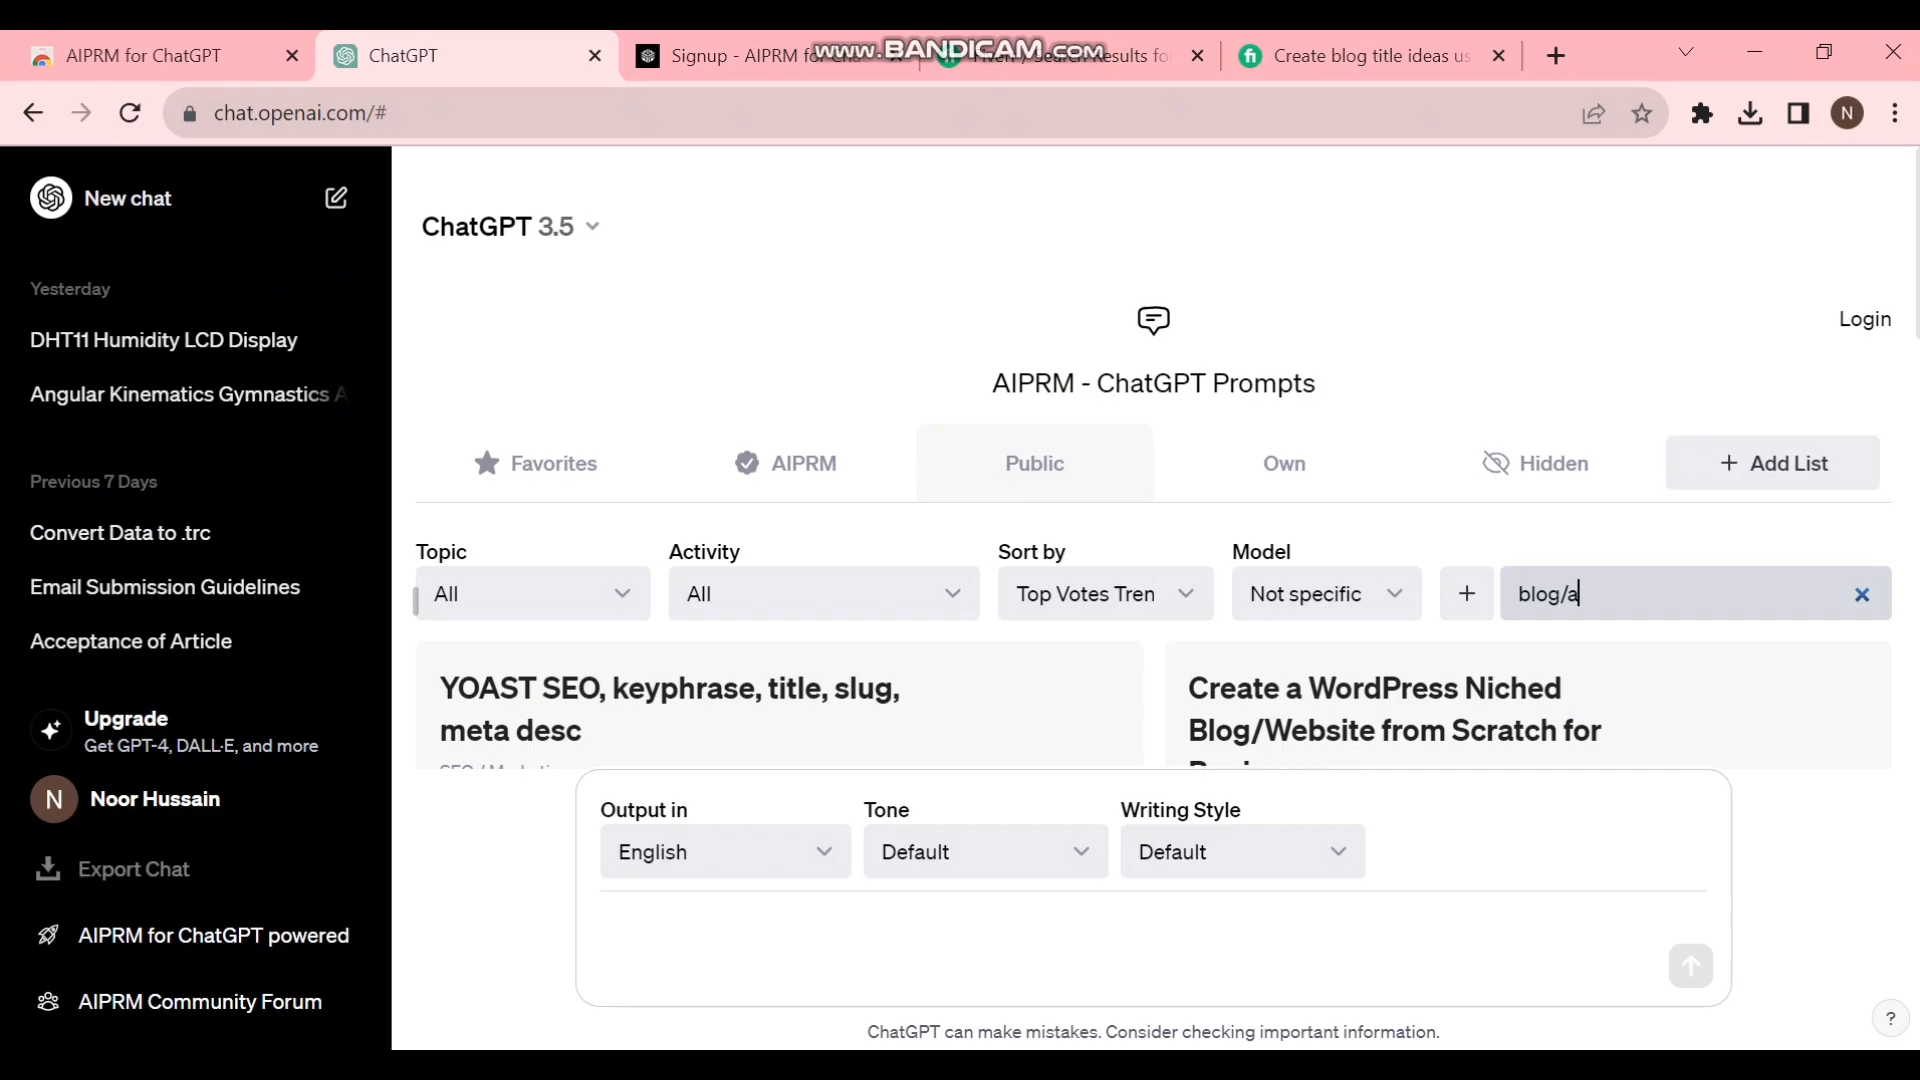 AIPRM for ChatGPT
ChatGPT
Signup - AIPRM for
www.BANDICAM.com
Create blog title ideas us
chat.openai.com/#
N
New chat
ChatGPT 3.5
Yesterday
DHT11 Humidity LCD Display
Login
Angular Kinematics Gymnastics A
AIPRM - ChatGPT Prompts
Favorites
AIPRM
Public
Own
Hidden
+ Add List
Previous 7 Days
Convert Data to .trc
Topic
Activity
Sort by
Model
Email Submission Guidelines
All
All
Top Votes Tren
Not specific
+
blog/a
Acceptance of Article
YOAST SEO, keyphrase, title, slug,
meta desc
Create a WordPress Niched
Blog/Website from Scratch for
Upgrade
Get GPT-4, DALL·E, and more
N
Noor Hussain
Output in
Tone
Writing Style
English
Default
Default
Export Chat
AIPRM for ChatGPT powered
AIPRM Community Forum
ChatGPT can make mistakes. Consider checking important information.
?